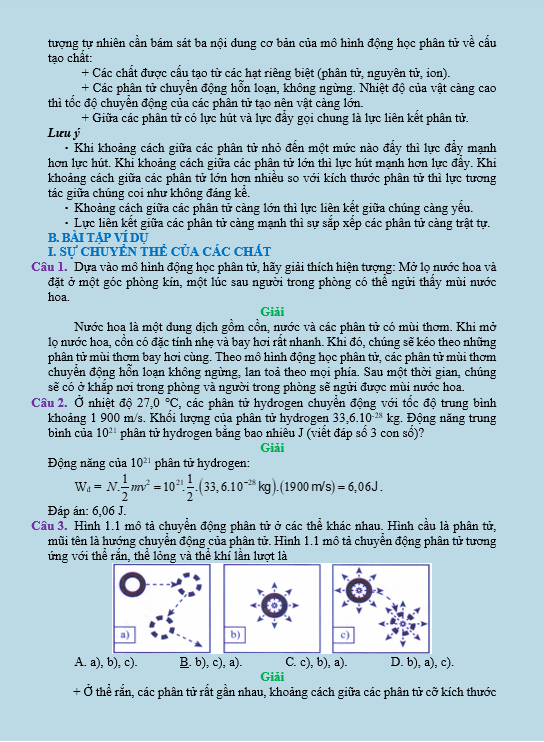 tượng tự nhiên cần bám sát ba nội dung cơ bản của mô hình động học phân tử về cấu
tạo chất:
+ Các chất được cấu tạo từ các hạt riêng biệt (phân tử, nguyên tử, ion).
+ Các phân tử chuyển động hỗn loạn, không ngừng. Nhiệt độ của vật càng cao
thì tốc độ chuyển động của các phân tử tạo nên vật càng lớn.
+ Giữa các phân tử có lực hút và lực đẩy gọi chung là lực liên kết phân tử.
Lưu ý
• Khi khoảng cách giữa các phân tử nhỏ đến một mức nào đấy thì lực đẩy mạnh
hơn lực hút. Khi khoảng cách giữa các phân tử lớn thì lực hút mạnh hơn lực đẩy. Khi
khoảng cách giữa các phân tử lớn hơn nhiều so với kích thước phân tử thì lực tương
tác giữa chúng coi như không đáng kể.
• Khoảng cách giữa các phân tử càng lớn thì lực liên kết giữa chúng càng yếu.
• Lực liên kết giữa các phân tử càng mạnh thì sự sắp xếp các phân tử càng trật tự.
B. BÀI TẬP VÍ DỤ
I. SỰ CHUYỂN THỂ CỦA CÁC CHẤT
Câu 1. Dựa vào mô hình động học phân tử, hãy giải thích hiện tượng: Mở lọ nước hoa và
đặt ở một góc phòng kín, một lúc sau người trong phòng có thể ngửi thấy mùi nước
hoa.
Giải
Nước hoa là một dung dịch gồm cồn, nước và các phân tử có mùi thơm. Khi mở
lọ nước hoa, cồn có đặc tính nhẹ và bay hơi rất nhanh. Khi đó, chúng sẽ kéo theo những
phân tử mùi thơm bay hơi cùng. Theo mô hình động học phân tử, các phân tử mùi thơm
chuyển động hỗn loạn không ngừng, lan toả theo mọi phía. Sau một thời gian, chúng
sẽ có ở khắp nơi trong phòng và người trong phòng sẽ ngửi được mùi nước hoa.
Câu 2. Ở nhiệt độ 27,0 °C, các phân tử hydrogen chuyển động với tốc độ trung bình
khoảng 1 900 m/s. Khối lượng của phân tử hydrogen 33,6.10⁻²⁸ kg. Động năng trung
bình của 10²¹ phân tử hydrogen bằng bao nhiêu J (viết đáp số 3 con số)?
Giải
Động năng của 10²¹ phân tử hydrogen:
W_đ = N.½mv² = 10²¹.½.(33,6.10⁻²⁸ kg).(1900 m/s) = 6,06J.
Đáp án: 6,06 J.
Câu 3. Hình 1.1 mô tả chuyển động phân tử ở các thể khác nhau. Hình cầu là phân tử,
mũi tên là hướng chuyển động của phân tử. Hình 1.1 mô tả chuyển động phân tử tương
ứng với thể rắn, thể lỏng và thể khí lần lượt là
a) b) c)
A. a), b), c). B. b), c), a). C. c), b), a). D. b), a), c).
Giải
+ Ở thể rắn, các phân tử rất gần nhau, khoảng cách giữa các phân tử cỡ kích thước